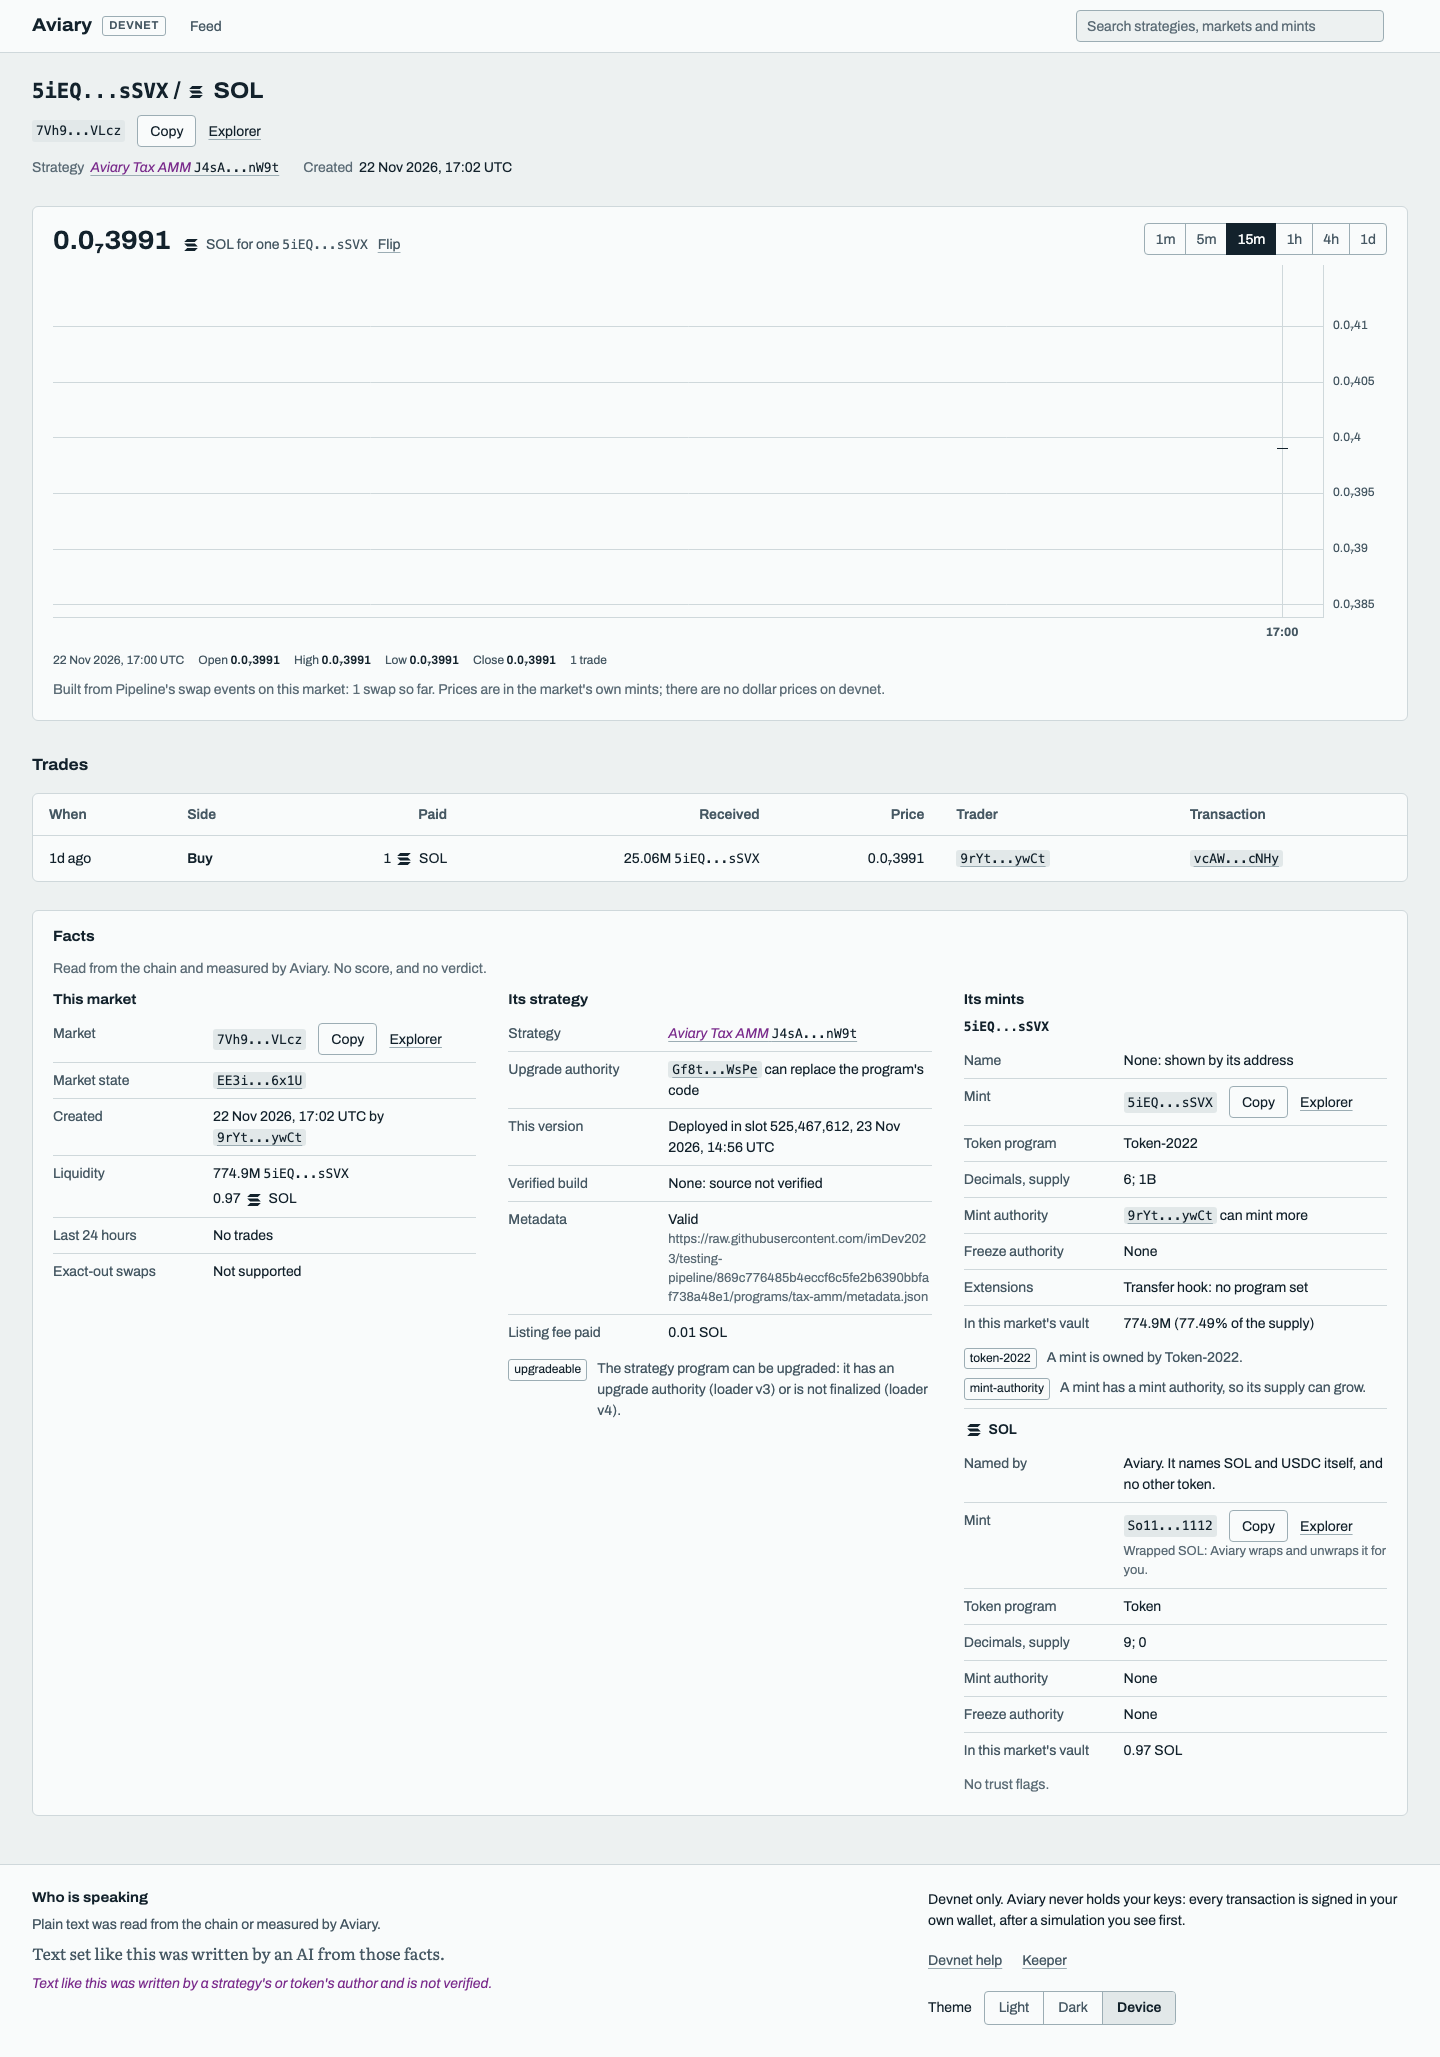 Aviary DEVNET Feed Search strategies, markets and mints
5iEQ...sSVX / SOL
7Vh9...VLcz Copy Explorer
Strategy Aviary Tax AMM J4sA...nW9t Created 22 Nov 2026, 17:02 UTC
0.0₇3991 SOL for one 5iEQ...sSVX Flip 1m 5m 15m 1h 4h 1d
0.0₇41
0.0₇405
0.0₇4
0.0₇395
0.0₇39
0.0₇385
17:00
22 Nov 2026, 17:00 UTC Open 0.0₇3991 High 0.0₇3991 Low 0.0₇3991 Close 0.0₇3991 1 trade
Built from Pipeline's swap events on this market: 1 swap so far. Prices are in the market's own mints; there are no dollar prices on devnet.
Trades
When Side Paid Received Price Trader Transaction
1d ago Buy 1 SOL 25.06M 5iEQ...sSVX 0.0₇3991 9rYt...ywCt vcAW...cNHy
Facts
Read from the chain and measured by Aviary. No score, and no verdict.
This market
Market 7Vh9...VLcz Copy Explorer
Market state EE3i...6x1U
Created 22 Nov 2026, 17:02 UTC by
9rYt...ywCt
Liquidity 774.9M 5iEQ...sSVX
0.97 SOL
Last 24 hours No trades
Exact-out swaps Not supported
Its strategy
Strategy Aviary Tax AMM J4sA...nW9t
Upgrade authority Gf8t...WsPe can replace the program's
code
This version Deployed in slot 525,467,612, 23 Nov
2026, 14:56 UTC
Verified build None: source not verified
Metadata Valid
https://raw.githubusercontent.com/imDev202
3/testing-
pipeline/869c776485b4eccf6c5fe2b6390bbfa
f738a48e1/programs/tax-amm/metadata.json
Listing fee paid 0.01 SOL
upgradeable The strategy program can be upgraded: it has an
upgrade authority (loader v3) or is not finalized (loader
v4).
Its mints
5iEQ...sSVX
Name None: shown by its address
Mint 5iEQ...sSVX Copy Explorer
Token program Token-2022
Decimals, supply 6; 1B
Mint authority 9rYt...ywCt can mint more
Freeze authority None
Extensions Transfer hook: no program set
In this market's vault 774.9M (77.49% of the supply)
token-2022 A mint is owned by Token-2022.
mint-authority A mint has a mint authority, so its supply can grow.
SOL
Named by Aviary. It names SOL and USDC itself, and
no other token.
Mint So11...1112 Copy Explorer
Wrapped SOL: Aviary wraps and unwraps it for
you.
Token program Token
Decimals, supply 9; 0
Mint authority None
Freeze authority None
In this market's vault 0.97 SOL
No trust flags.
Who is speaking
Plain text was read from the chain or measured by Aviary.
Text set like this was written by an AI from those facts.
Text like this was written by a strategy's or token's author and is not verified.
Devnet only. Aviary never holds your keys: every transaction is signed in your
own wallet, after a simulation you see first.
Devnet help Keeper
Theme Light Dark Device